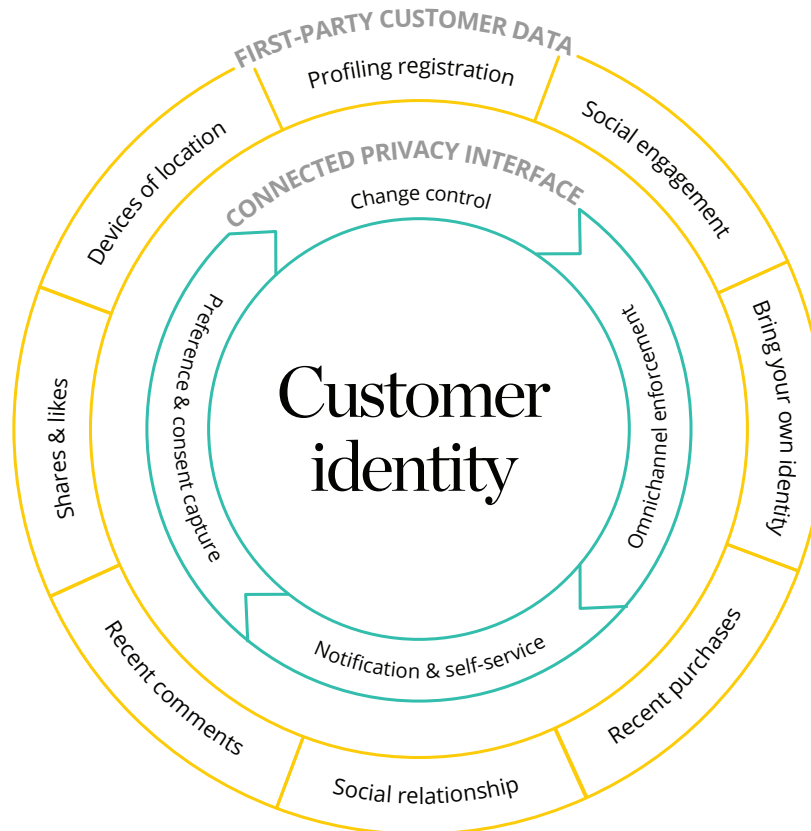 FIRST-PARTY CUSTOMER DATA
Profiling registration
Social engagement
Bring your own identity
Recent purchases
Social relationship
Recent comments
Shares & likes
Devices of location
CONNECTED PRIVACY INTERFACE
Change control
Omnichannel enforcement
Notification & self-service
Preference & consent capture
Customer
identity